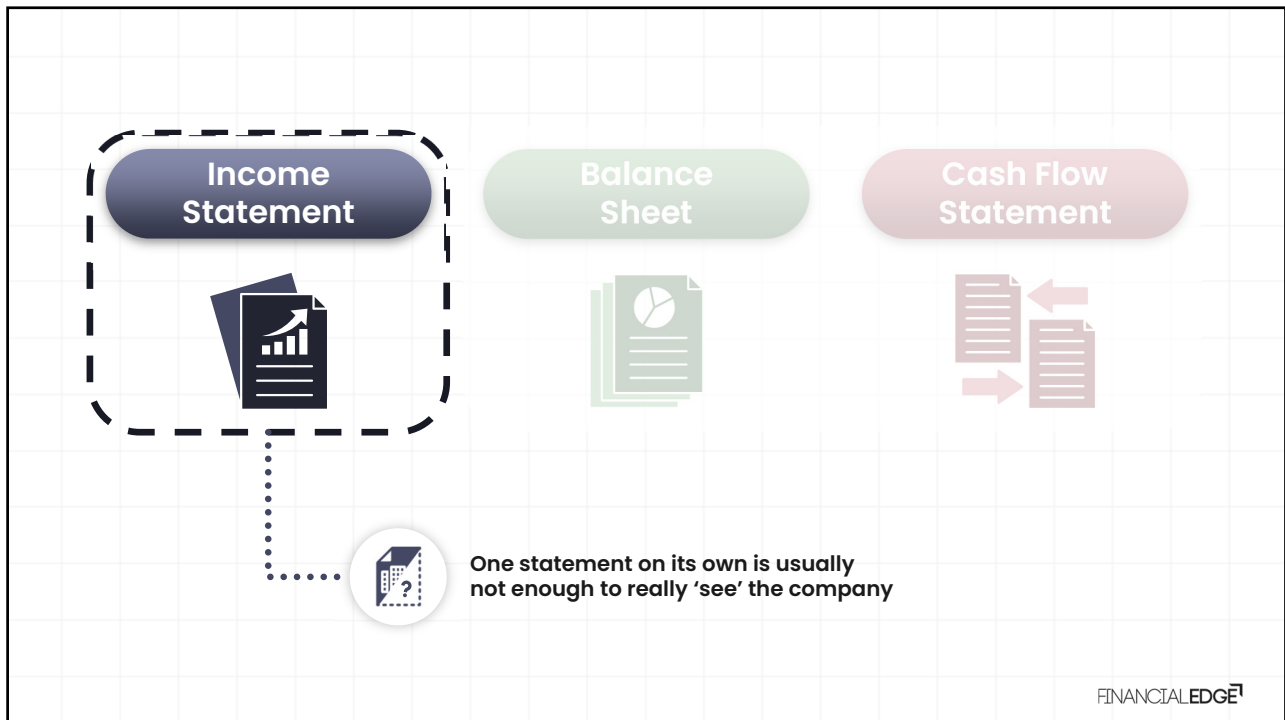 Income
Statement
Balance
Sheet
Cash Flow
Statement
?
One statement on its own is usually
not enough to really ‘see’ the company
FINANCIALEDGE